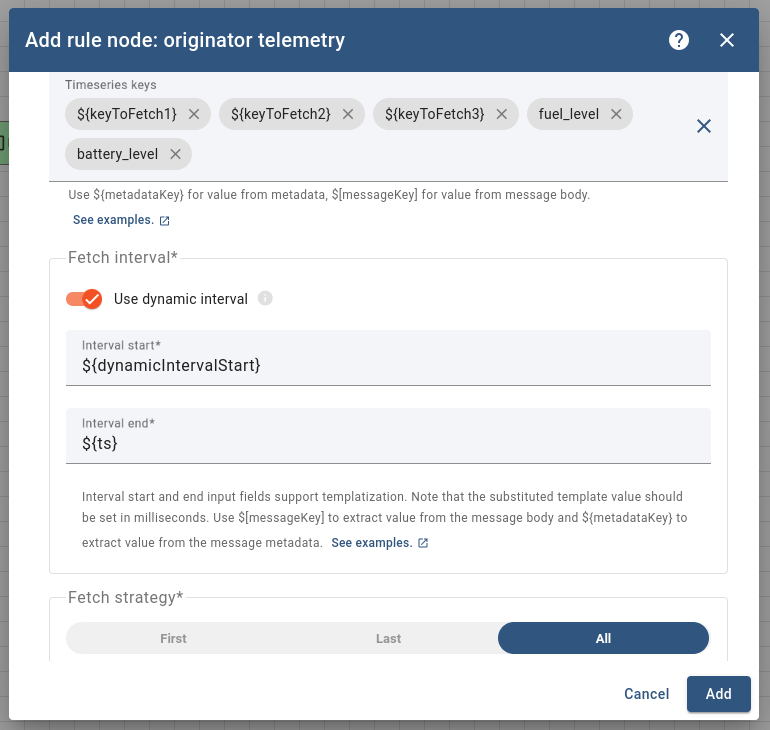 Add rule node: originator telemetry
Timeseries keys
${keyToFetch1} ${keyToFetch2} ${keyToFetch3} fuel_level
battery_level
Use ${metadataKey} for value from metadata, $[messageKey] for value from message body.
See examples.
Fetch interval*
Use dynamic interval
Interval start*
${dynamicIntervalStart}
Interval end*
${ts}
Interval start and end input fields support templatization. Note that the substituted template value should
be set in milliseconds. Use $[messageKey] to extract value from the message body and ${metadataKey} to
extract value from the message metadata. See examples.
Fetch strategy*
First Last All
Cancel Add